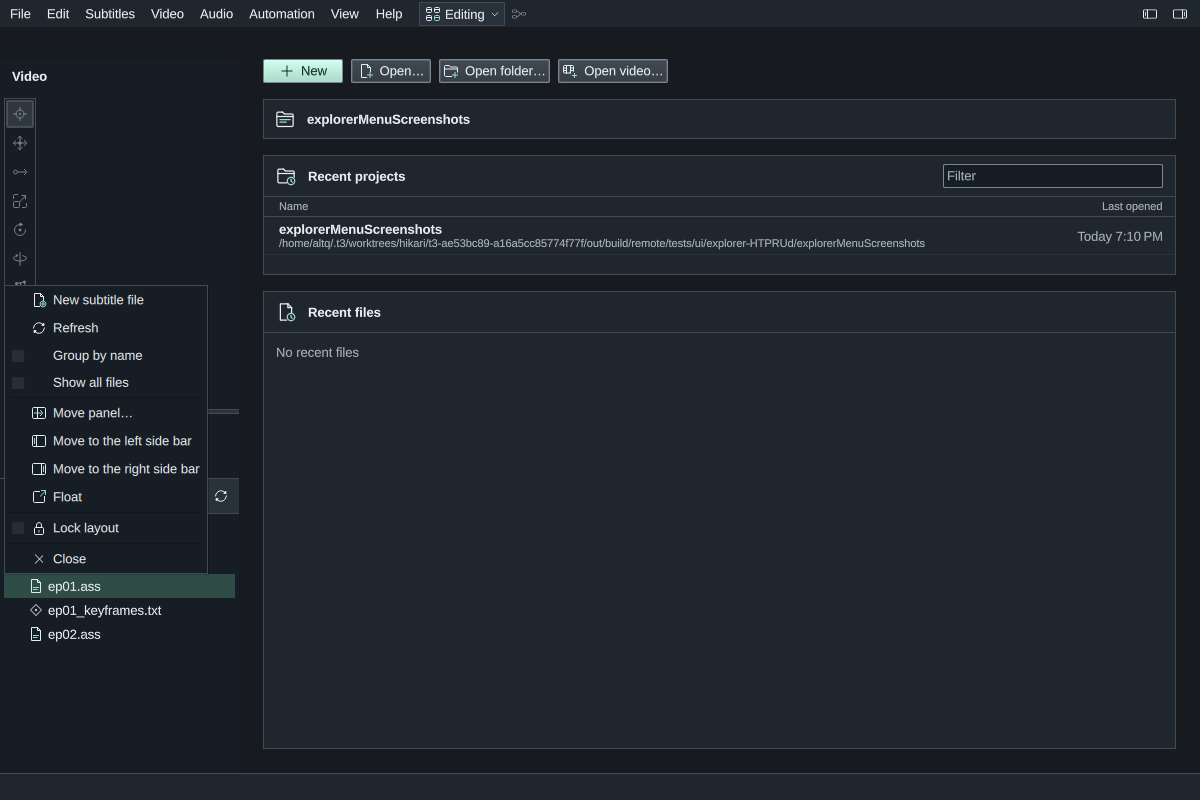 File Edit Subtitles Video Audio Automation View Help Editing
Video
New Open… Open folder… Open video…
explorerMenuScreenshots
Recent projects
Filter
Name Last opened
explorerMenuScreenshots
/home/altq/.t3/worktrees/hikari/t3-ae53bc89-a16a5cc85774f77f/out/build/remote/tests/ui/explorer-HTPRUd/explorerMenuScreenshots
Today 7:10 PM
Recent files
No recent files
New subtitle file
Refresh
Group by name
Show all files
Move panel…
Move to the left side bar
Move to the right side bar
Float
Lock layout
Close
ep01.ass
ep01_keyframes.txt
ep02.ass